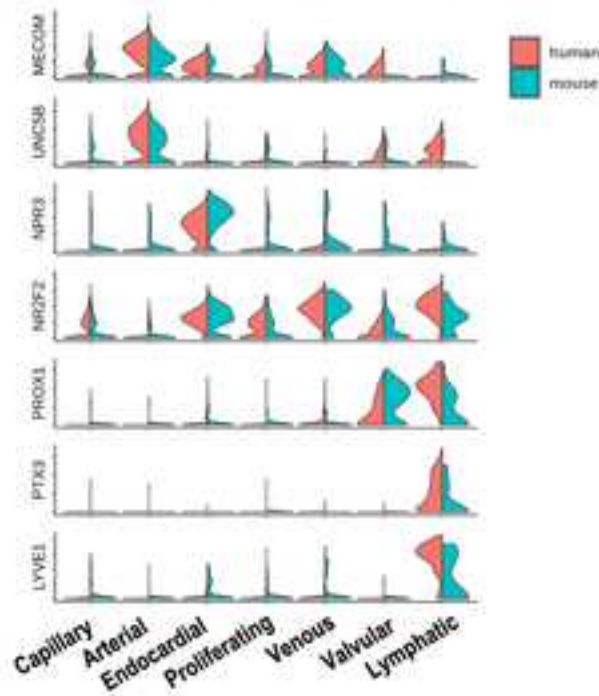 MECOM
human
mouse
UNC5B
NPR3
NR2F2
PROX1
PTX3
LYVE1
Capillary
Arterial
Endocardial
Proliferating
Venous
Valvular
Lymphatic